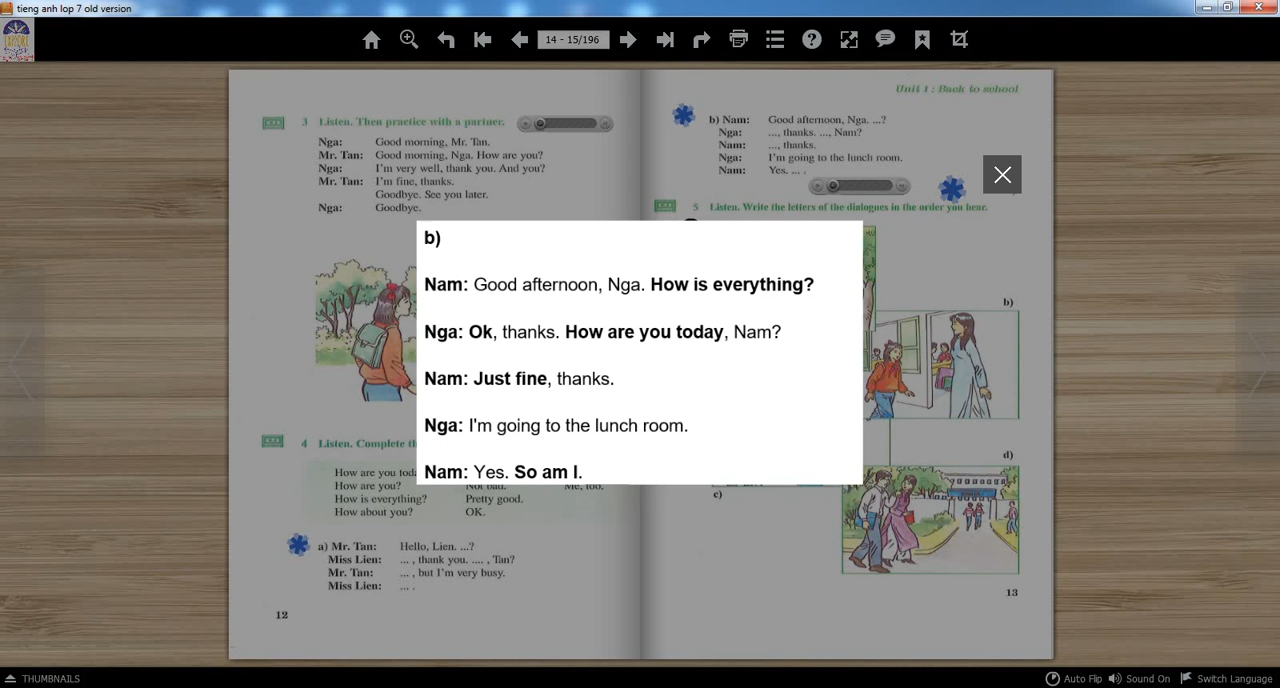 tieng anh lop 7 old version
14 - 15/196
3 Listen. Then practice with a partner.
Nga: Good morning, Mr. Tan.
Mr. Tan: Good morning, Nga. How are you?
Nga: I'm very well, thank you. And you?
Mr. Tan: I'm fine, thanks.
Goodbye. See you later.
Nga: Goodbye.
4 Listen. Complete th
How are you toda
How are you? Not bad. Me, too.
How is everything? Pretty good.
How about you? OK.
a) Mr. Tan: Hello, Lien. ...?
Miss Lien: ... , thank you. .... , Tan?
Mr. Tan: ... , but I'm very busy.
Miss Lien: ... .
12
Unit 1 : Back to school
b) Nam: Good afternoon, Nga. ...?
Nga: ..., thanks. ..., Nam?
Nam: ..., thanks.
Nga: I'm going to the lunch room.
Nam: Yes. ... .
5 Listen. Write the letters of the dialogues in the order you hear.
b)
d)
c)
13
b)
Nam: Good afternoon, Nga. How is everything?
Nga: Ok, thanks. How are you today, Nam?
Nam: Just fine, thanks.
Nga: I'm going to the lunch room.
Nam: Yes. So am I.
THUMBNAILS
Auto Flip Sound On Switch Language